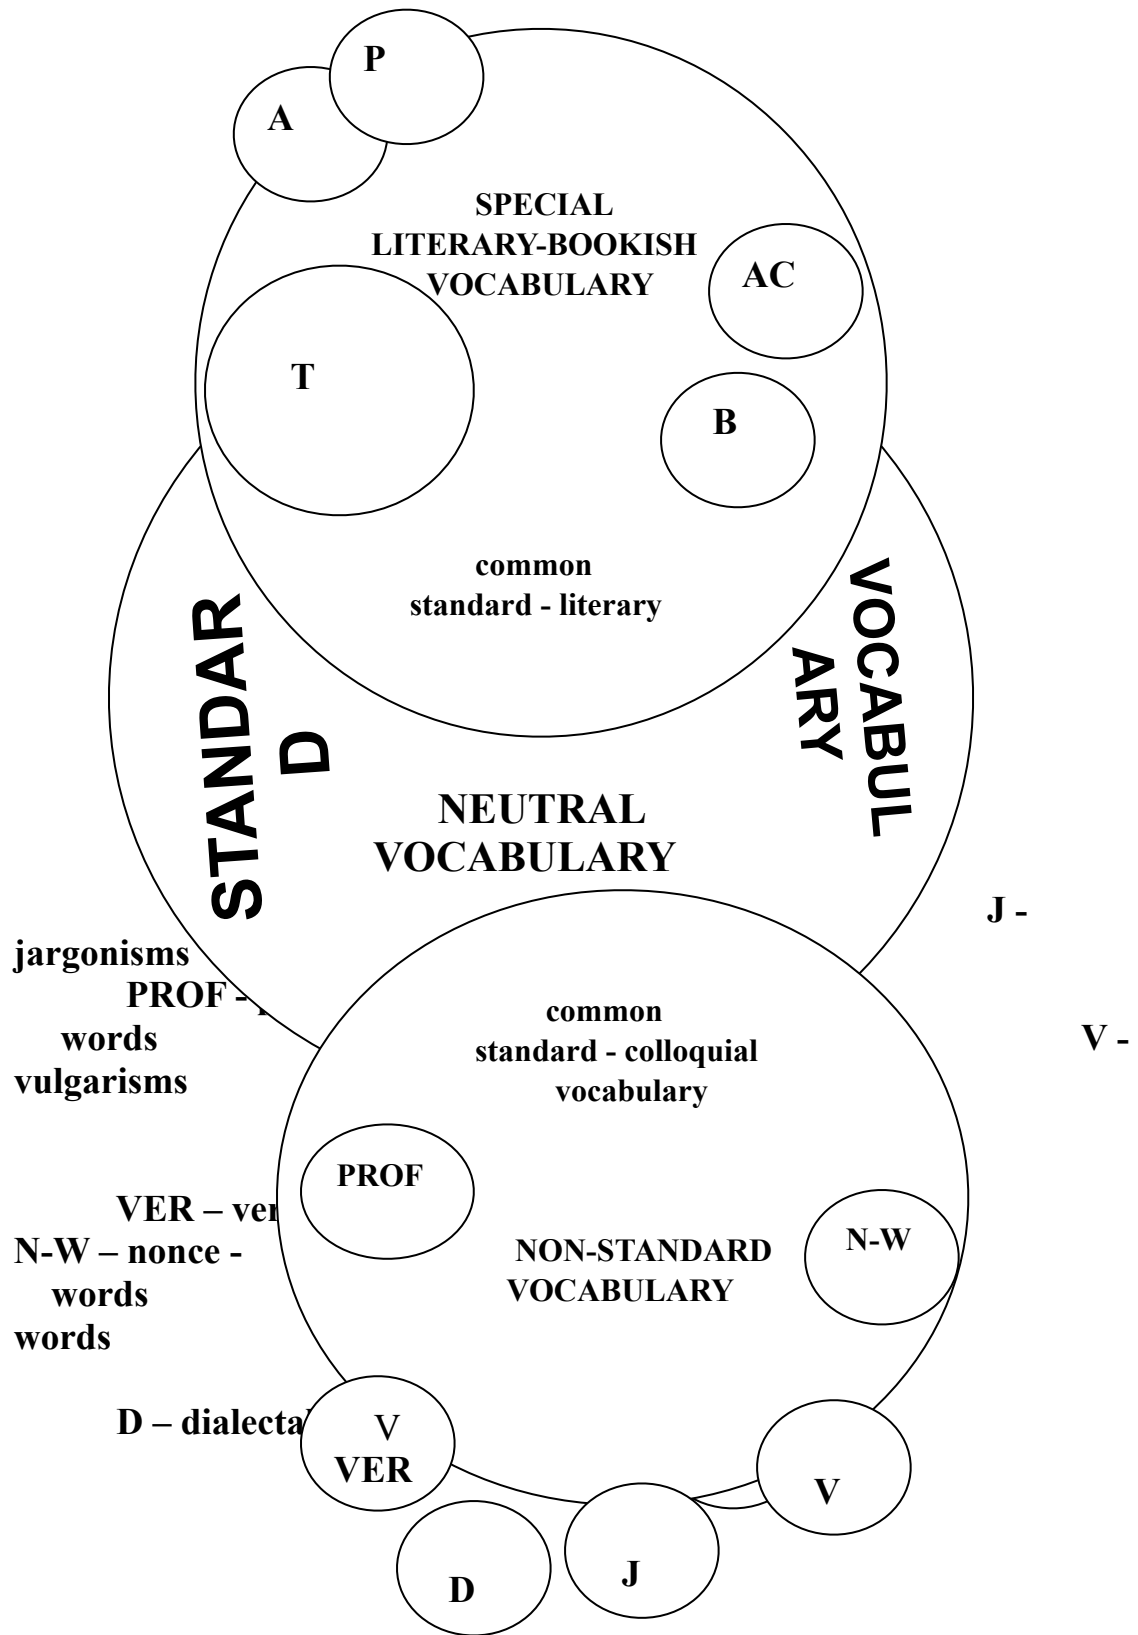 P
A
SPECIAL
LITERARY-BOOKISH
VOCABULARY
AC
T
B
common
standard - literary
STANDAR
D
VOCABUL
ARY
NEUTRAL
VOCABULARY
J -
jargonisms
PROF -
words
V -
vulgarisms
common
standard - colloquial
vocabulary
PROF
VER – ver
N-W
N-W – nonce -
NON-STANDARD
VOCABULARY
words
words
D – dialecta
V
VER
V
D
J